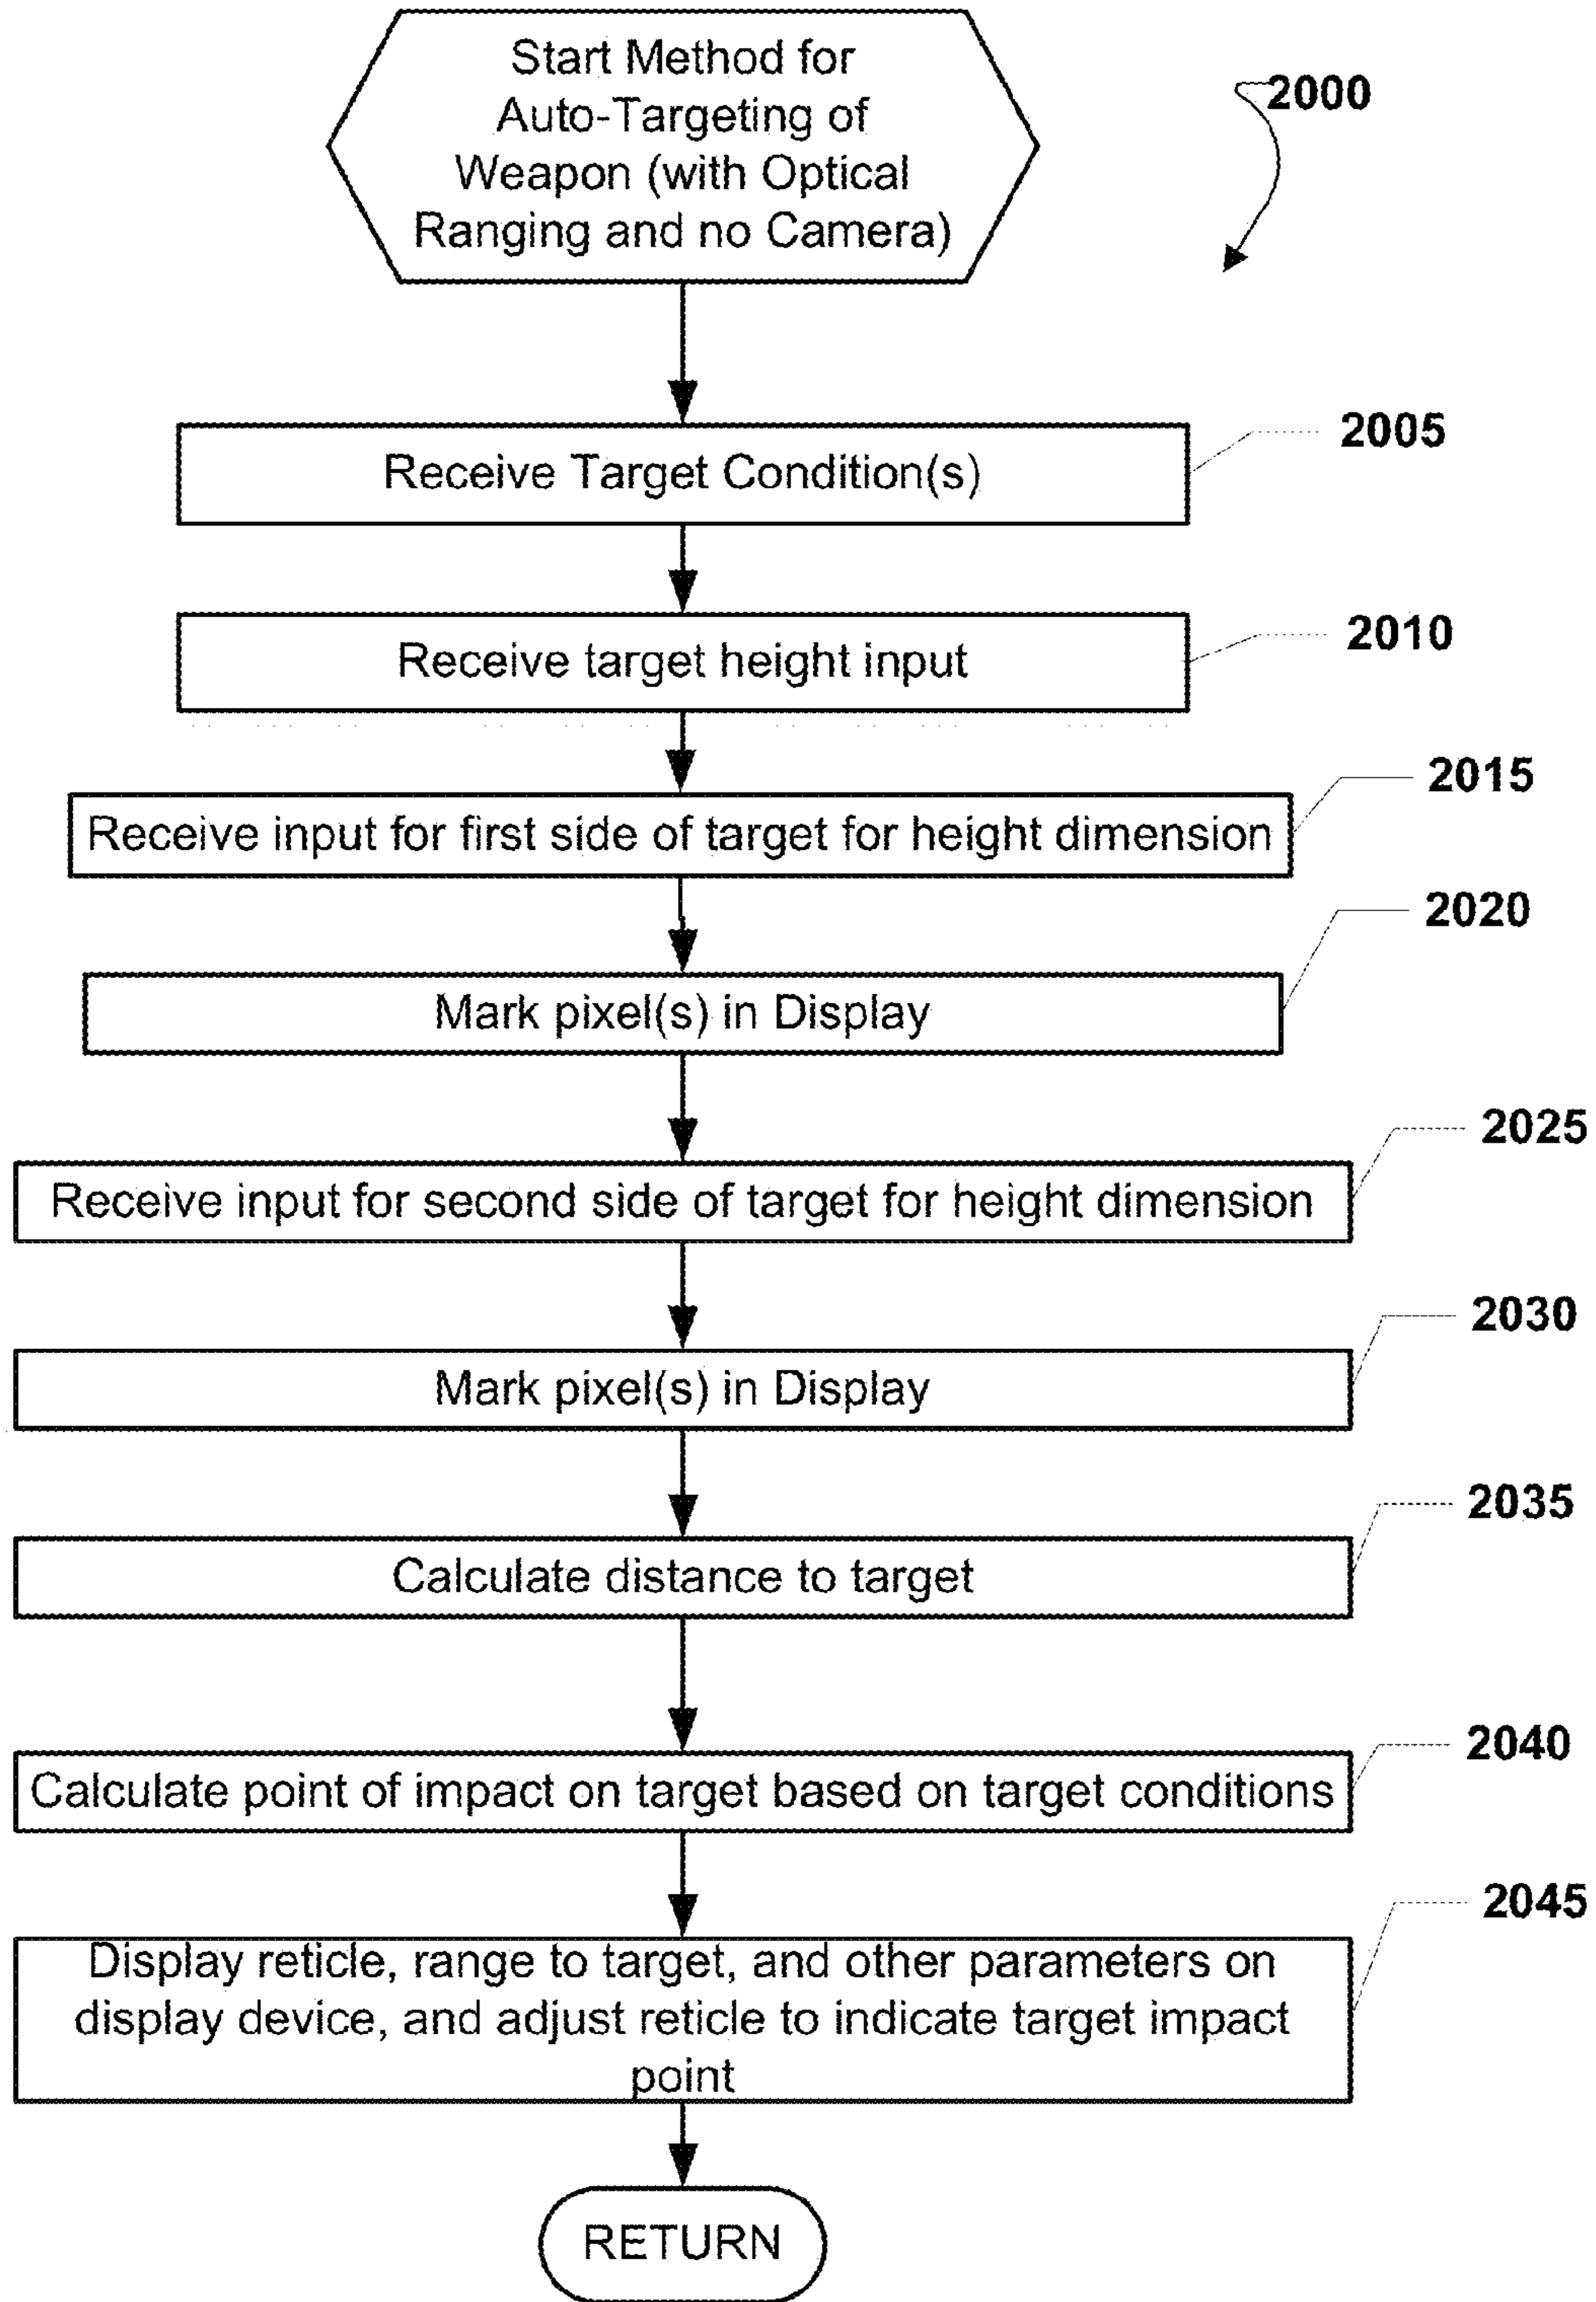 Start Method for
Auto-Targeting of
Weapon (with Optical
Ranging and no Camera)
2000
2005
Receive Target Condition(s)
2010
Receive target height input
2015
Receive input for first side of target for height dimension
2020
Mark pixel(s) in Display
2025
Receive input for second side of target for height dimension
2030
Mark pixel(s) in Display
2035
Calculate distance to target
2040
Calculate point of impact on target based on target conditions
2045
Display reticle, range to target, and other parameters on
display device, and adjust reticle to indicate target impact
point
RETURN